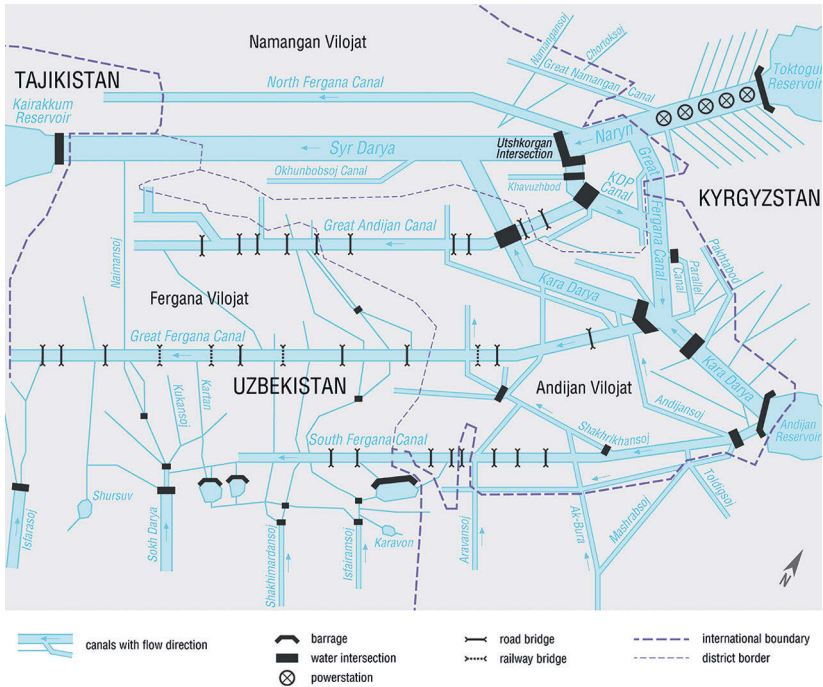 Namangan Vilojat
Namangansoj
Chortoksoj
Great Namangan Canal
TAJIKISTAN
Kairakkum
Reservoir
North Fergana Canal
Toktogul
Reservoir
Syr Darya
Utshkorgan
Intersection
Naryn
Okhunbobsoj Canal
Khavuzhbod
KDP
Canal
Great Fergana Canal
KYRGYZSTAN
Great Andijan Canal
Naimansoj
Kara Darya
Parallel
Canal
Pakhtabod
Fergana Vilojat
Great Fergana Canal
UZBEKISTAN
Andijan Vilojat
Kara Darya
Kukansoj
Kartan
Andijansoj
Andijan
Reservoir
South Fergana Canal
Shakhrikhansoj
Shursuv
Toldigsoj
Isfarasoj
Sokh Darya
Shakhimardansoj
Isfairamsoj
Karavon
Aravansoj
Ak-Bura
Mashrabsoj
N
canals with flow direction
barrage
water intersection
powerstation
road bridge
railway bridge
international boundary
district border